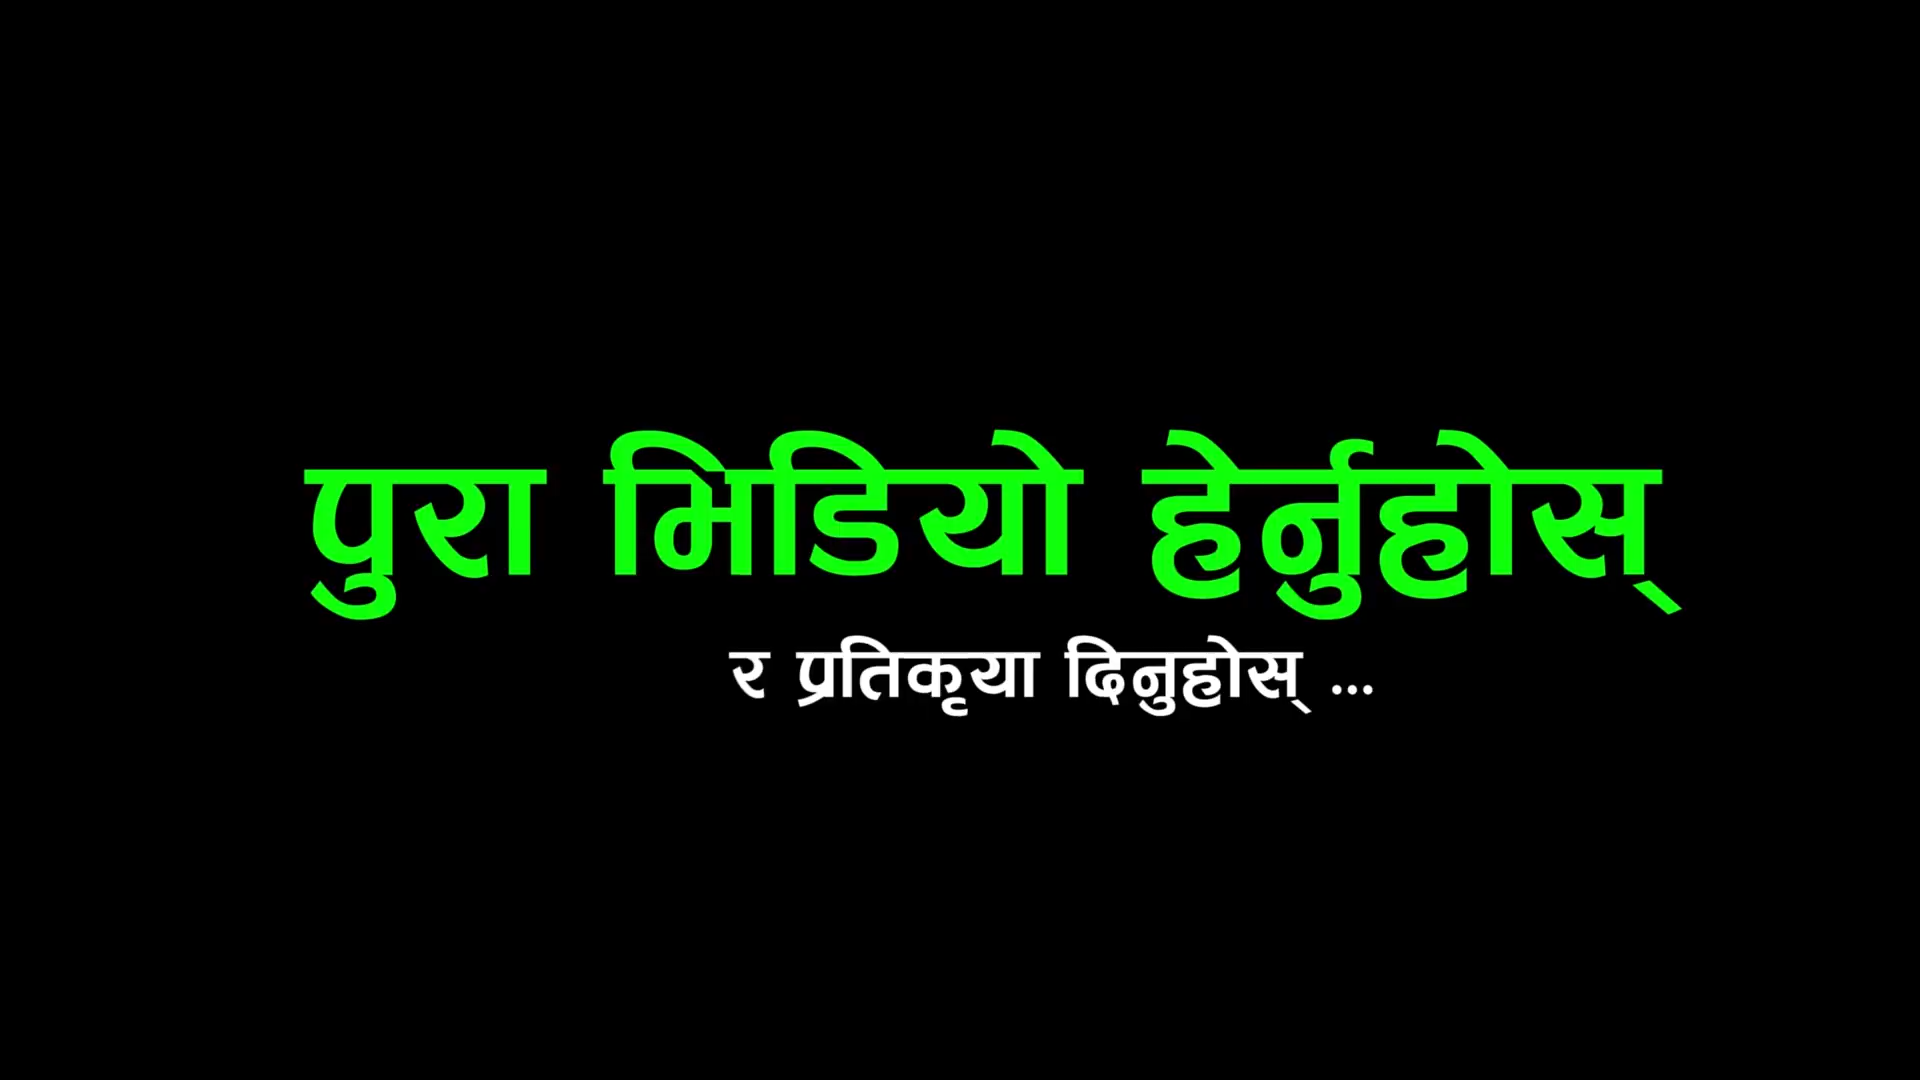 पुरा भिडियो हेर्नुहोस्
र प्रतिकृया दिनुहोस् ...